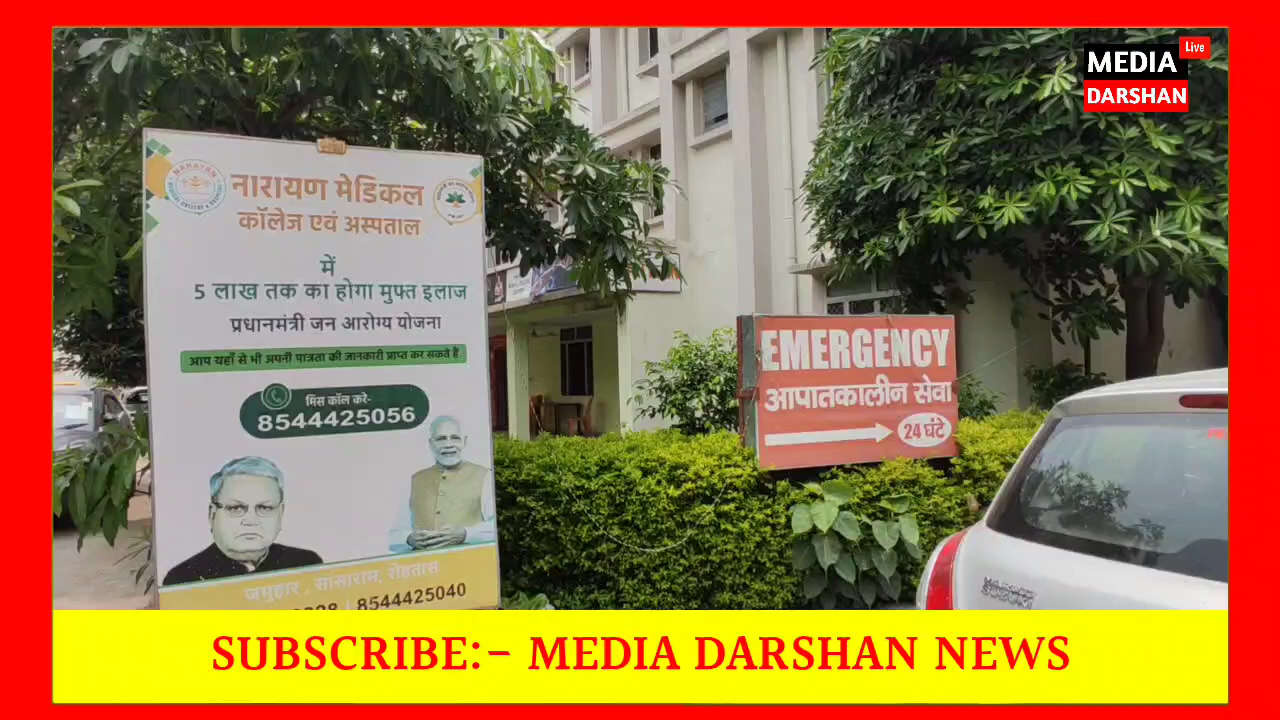 MEDIA
Live
DARSHAN
NARAYAN
नारायण मेडिकल
कॉलेज एवं अस्पताल
में
5 लाख तक का होगा मुफ्त इलाज
प्रधानमंत्री जन आरोग्य योजना
आप यहाँ से भी अपनी पात्रता की जानकारी प्राप्त कर सकते हैं
मिस कॉल करे-
8544425056
जमुहार , सासाराम, रोहतास
8544425040
EMERGENCY
आपातकालीन सेवा
24 घंटे
SUBSCRIBE:- MEDIA DARSHAN NEWS